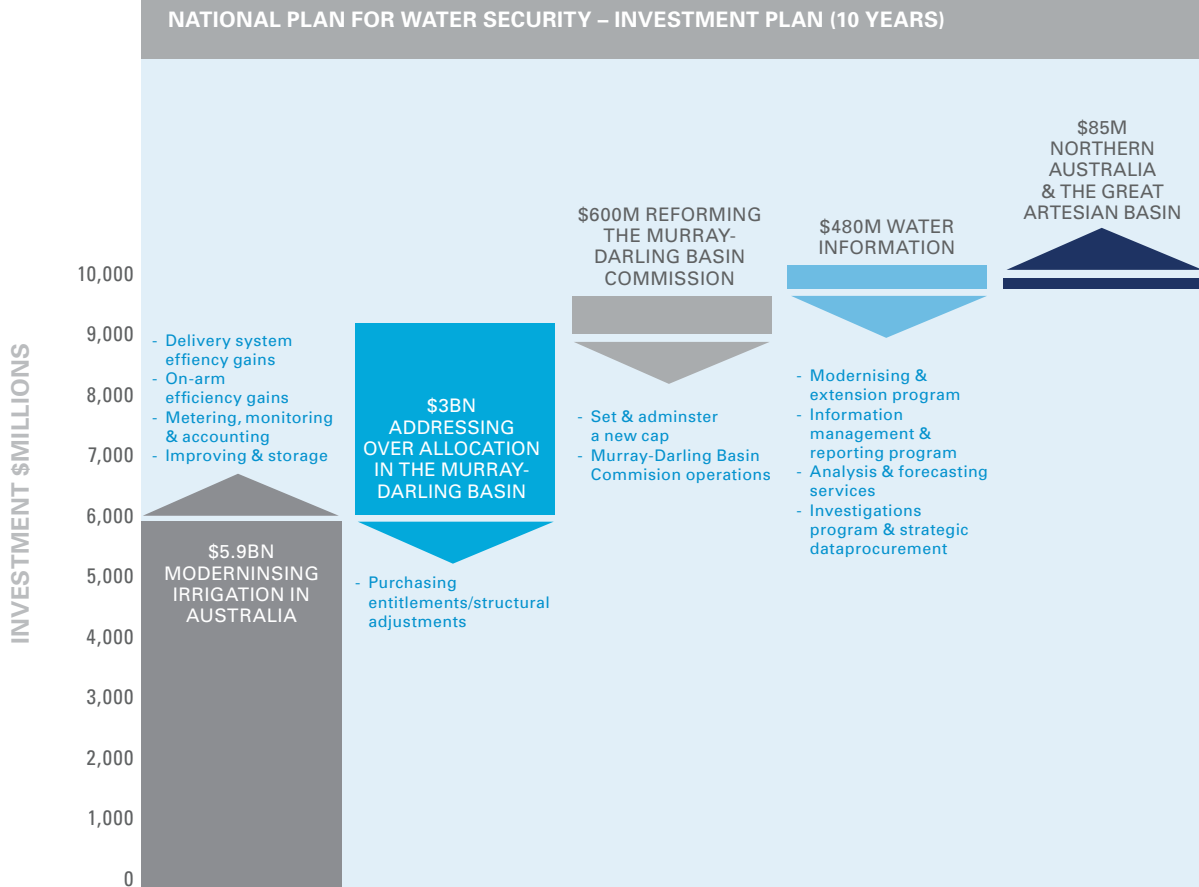 NATIONAL PLAN FOR WATER SECURITY – INVESTMENT PLAN (10 YEARS)
INVESTMENT $MILLIONS
10,000
9,000
8,000
7,000
6,000
5,000
4,000
3,000
2,000
1,000
0
- Delivery system
effiency gains
- On-arm
efficiency gains
- Metering, monitoring
& accounting
- Improving & storage
$5.9BN
MODERNINSING
IRRIGATION IN
AUSTRALIA
$3BN
ADDRESSING
OVER ALLOCATION
IN THE MURRAY-
DARLING BASIN
- Purchasing
entitlements/structural
adjustments
$600M REFORMING
THE MURRAY-
DARLING BASIN
COMMISSION
- Set & adminster
a new cap
- Murray-Darling Basin
Commision operations
$480M WATER
INFORMATION
- Modernising &
extension program
- Information
management &
reporting program
- Analysis & forecasting
services
- Investigations
program & strategic
dataprocurement
$85M
NORTHERN
AUSTRALIA
& THE GREAT
ARTESIAN BASIN